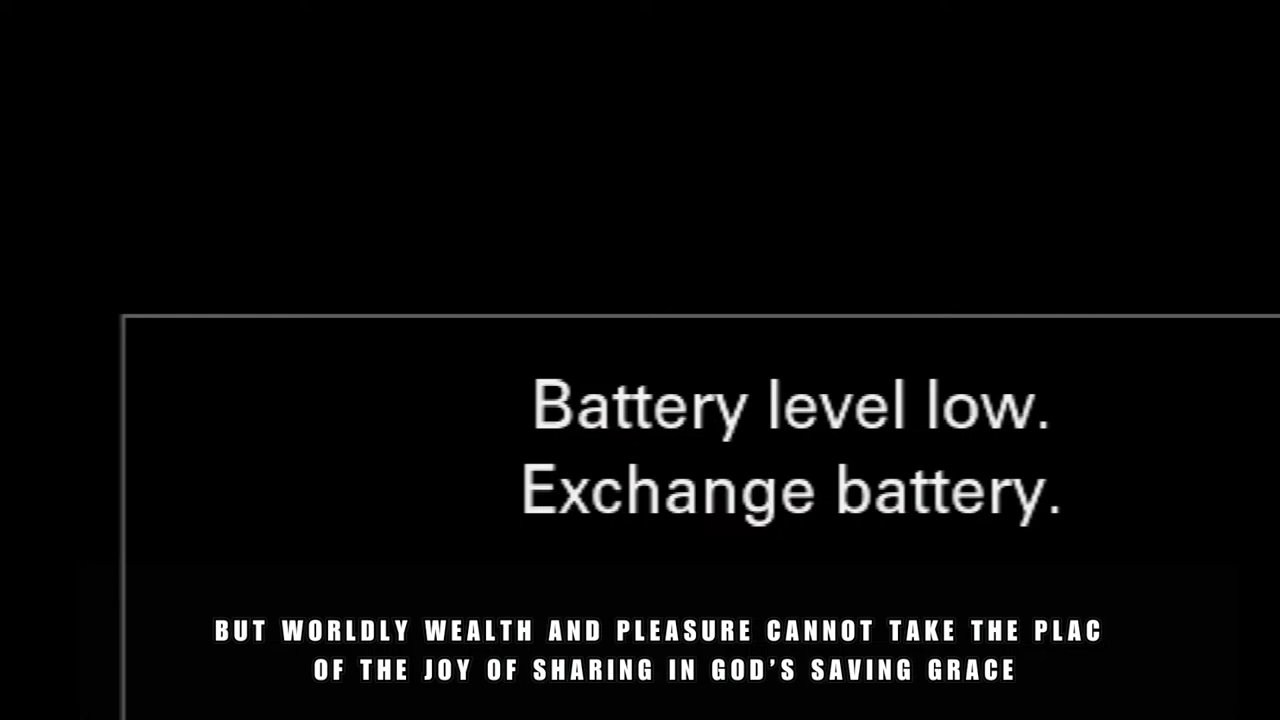 Battery level low.
Exchange battery.
BUT WORLDLY WEALTH AND PLEASURE CANNOT TAKE THE PLAC
OF THE JOY OF SHARING IN GOD’S SAVING GRACE